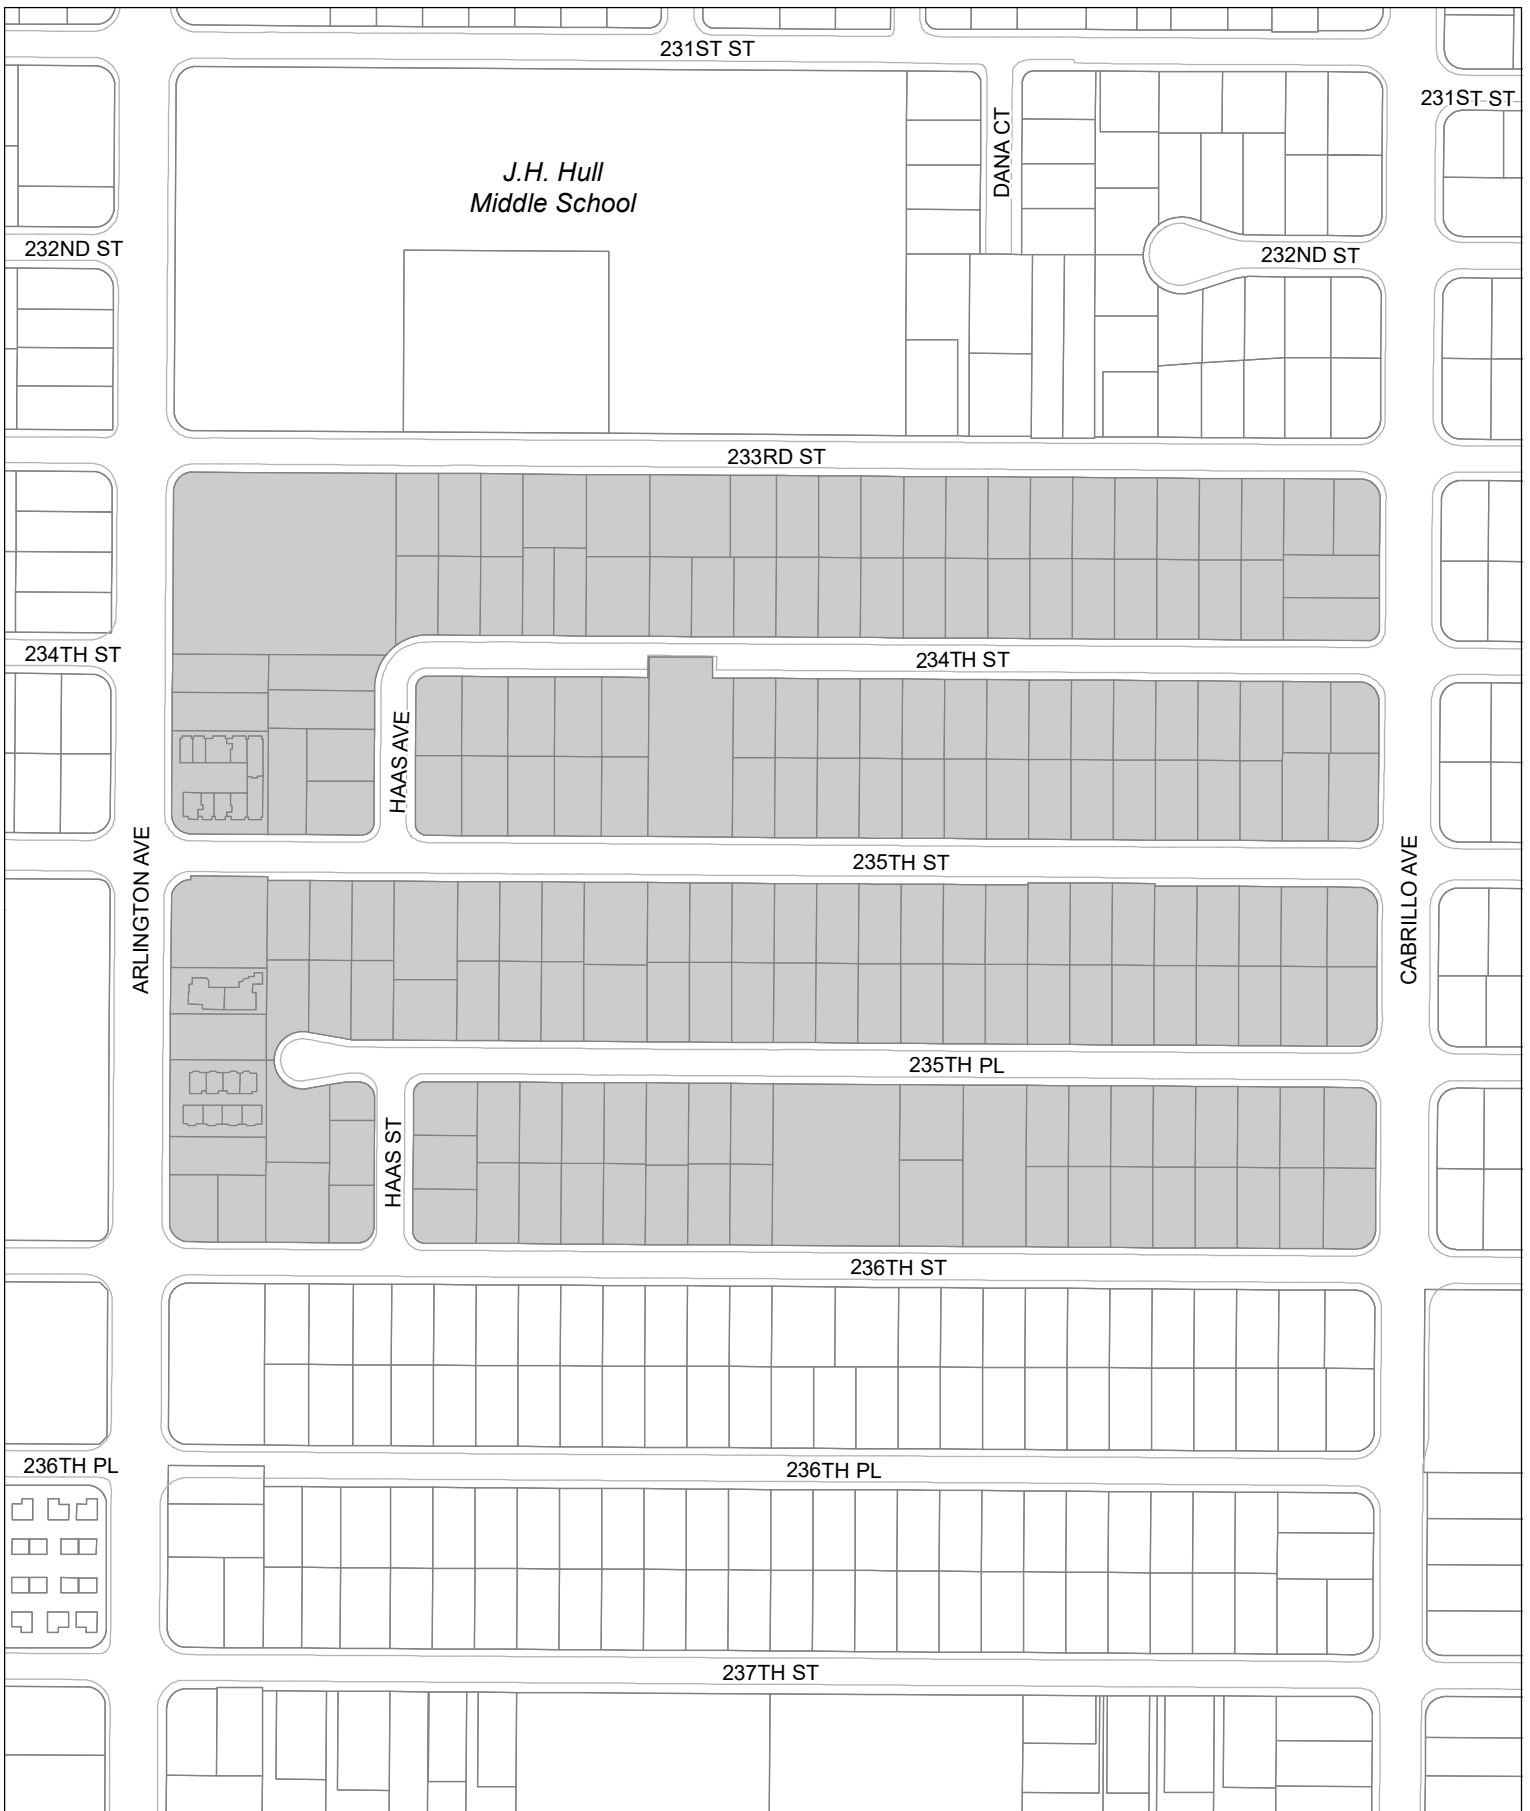 231ST ST
231ST ST
DANA CT
J.H. Hull
Middle School
232ND ST
232ND ST
233RD ST
234TH ST
234TH ST
HAAS AVE
ARLINGTON AVE
235TH ST
CABRILLO AVE
235TH PL
HAAS ST
236TH ST
236TH PL
236TH PL
237TH ST